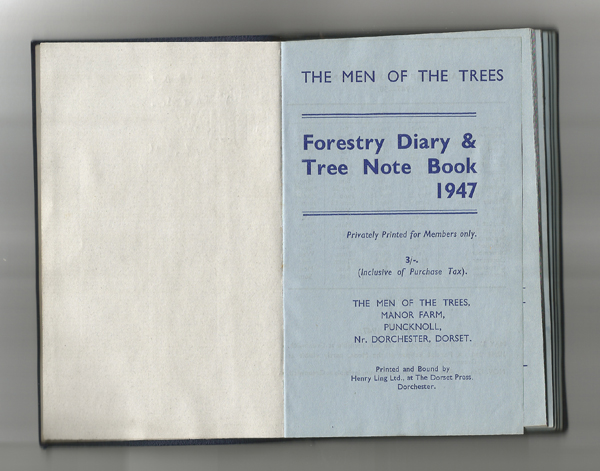 THE MEN OF THE TREES
Forestry Diary &
Tree Note Book
1947
Privately Printed for Members only.
3/-.
(Inclusive of Purchase Tax).
THE MEN OF THE TREES,
MANOR FARM,
PUNCKNOLL,
Nr. DORCHESTER, DORSET.
Printed and Bound by
Henry Ling Ltd., at The Dorset Press,
Dorchester.